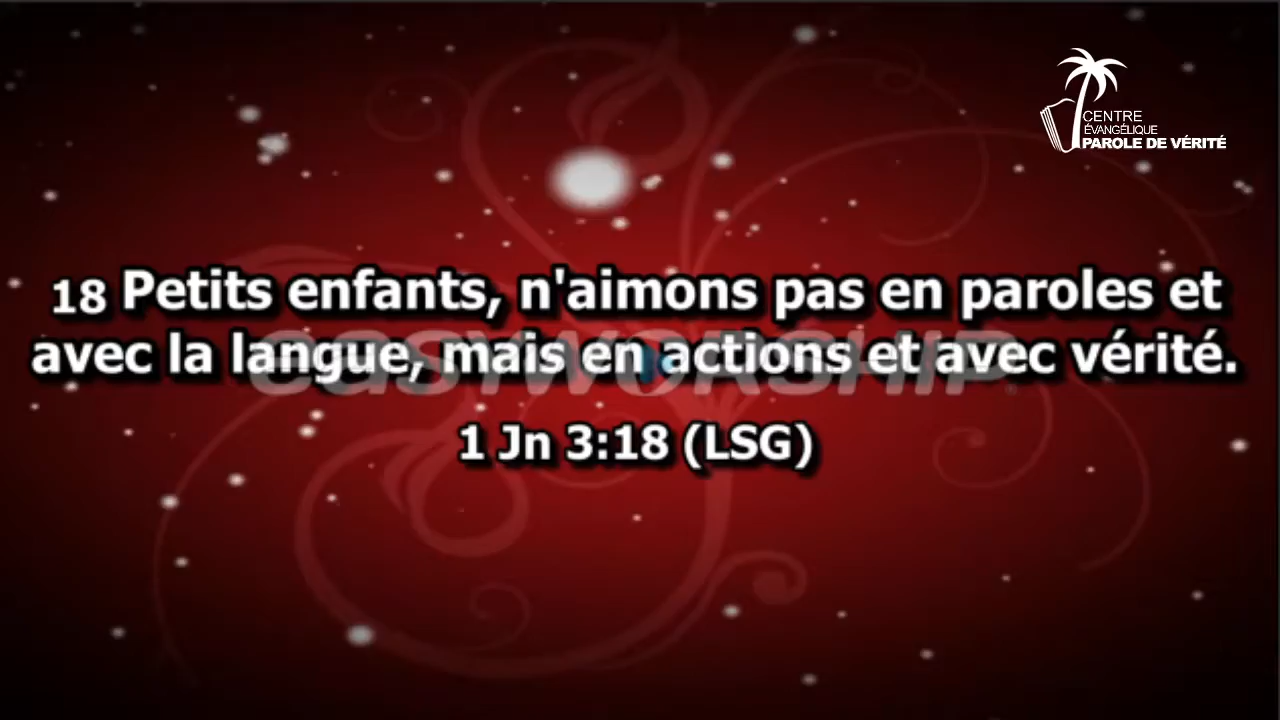 CENTRE
ÉVANGÉLIQUE
PAROLE DE VÉRITÉ
18 Petits enfants, n'aimons pas en paroles et
avec la langue, mais en actions et avec vérité.
easyworship
1 Jn 3:18 (LSG)